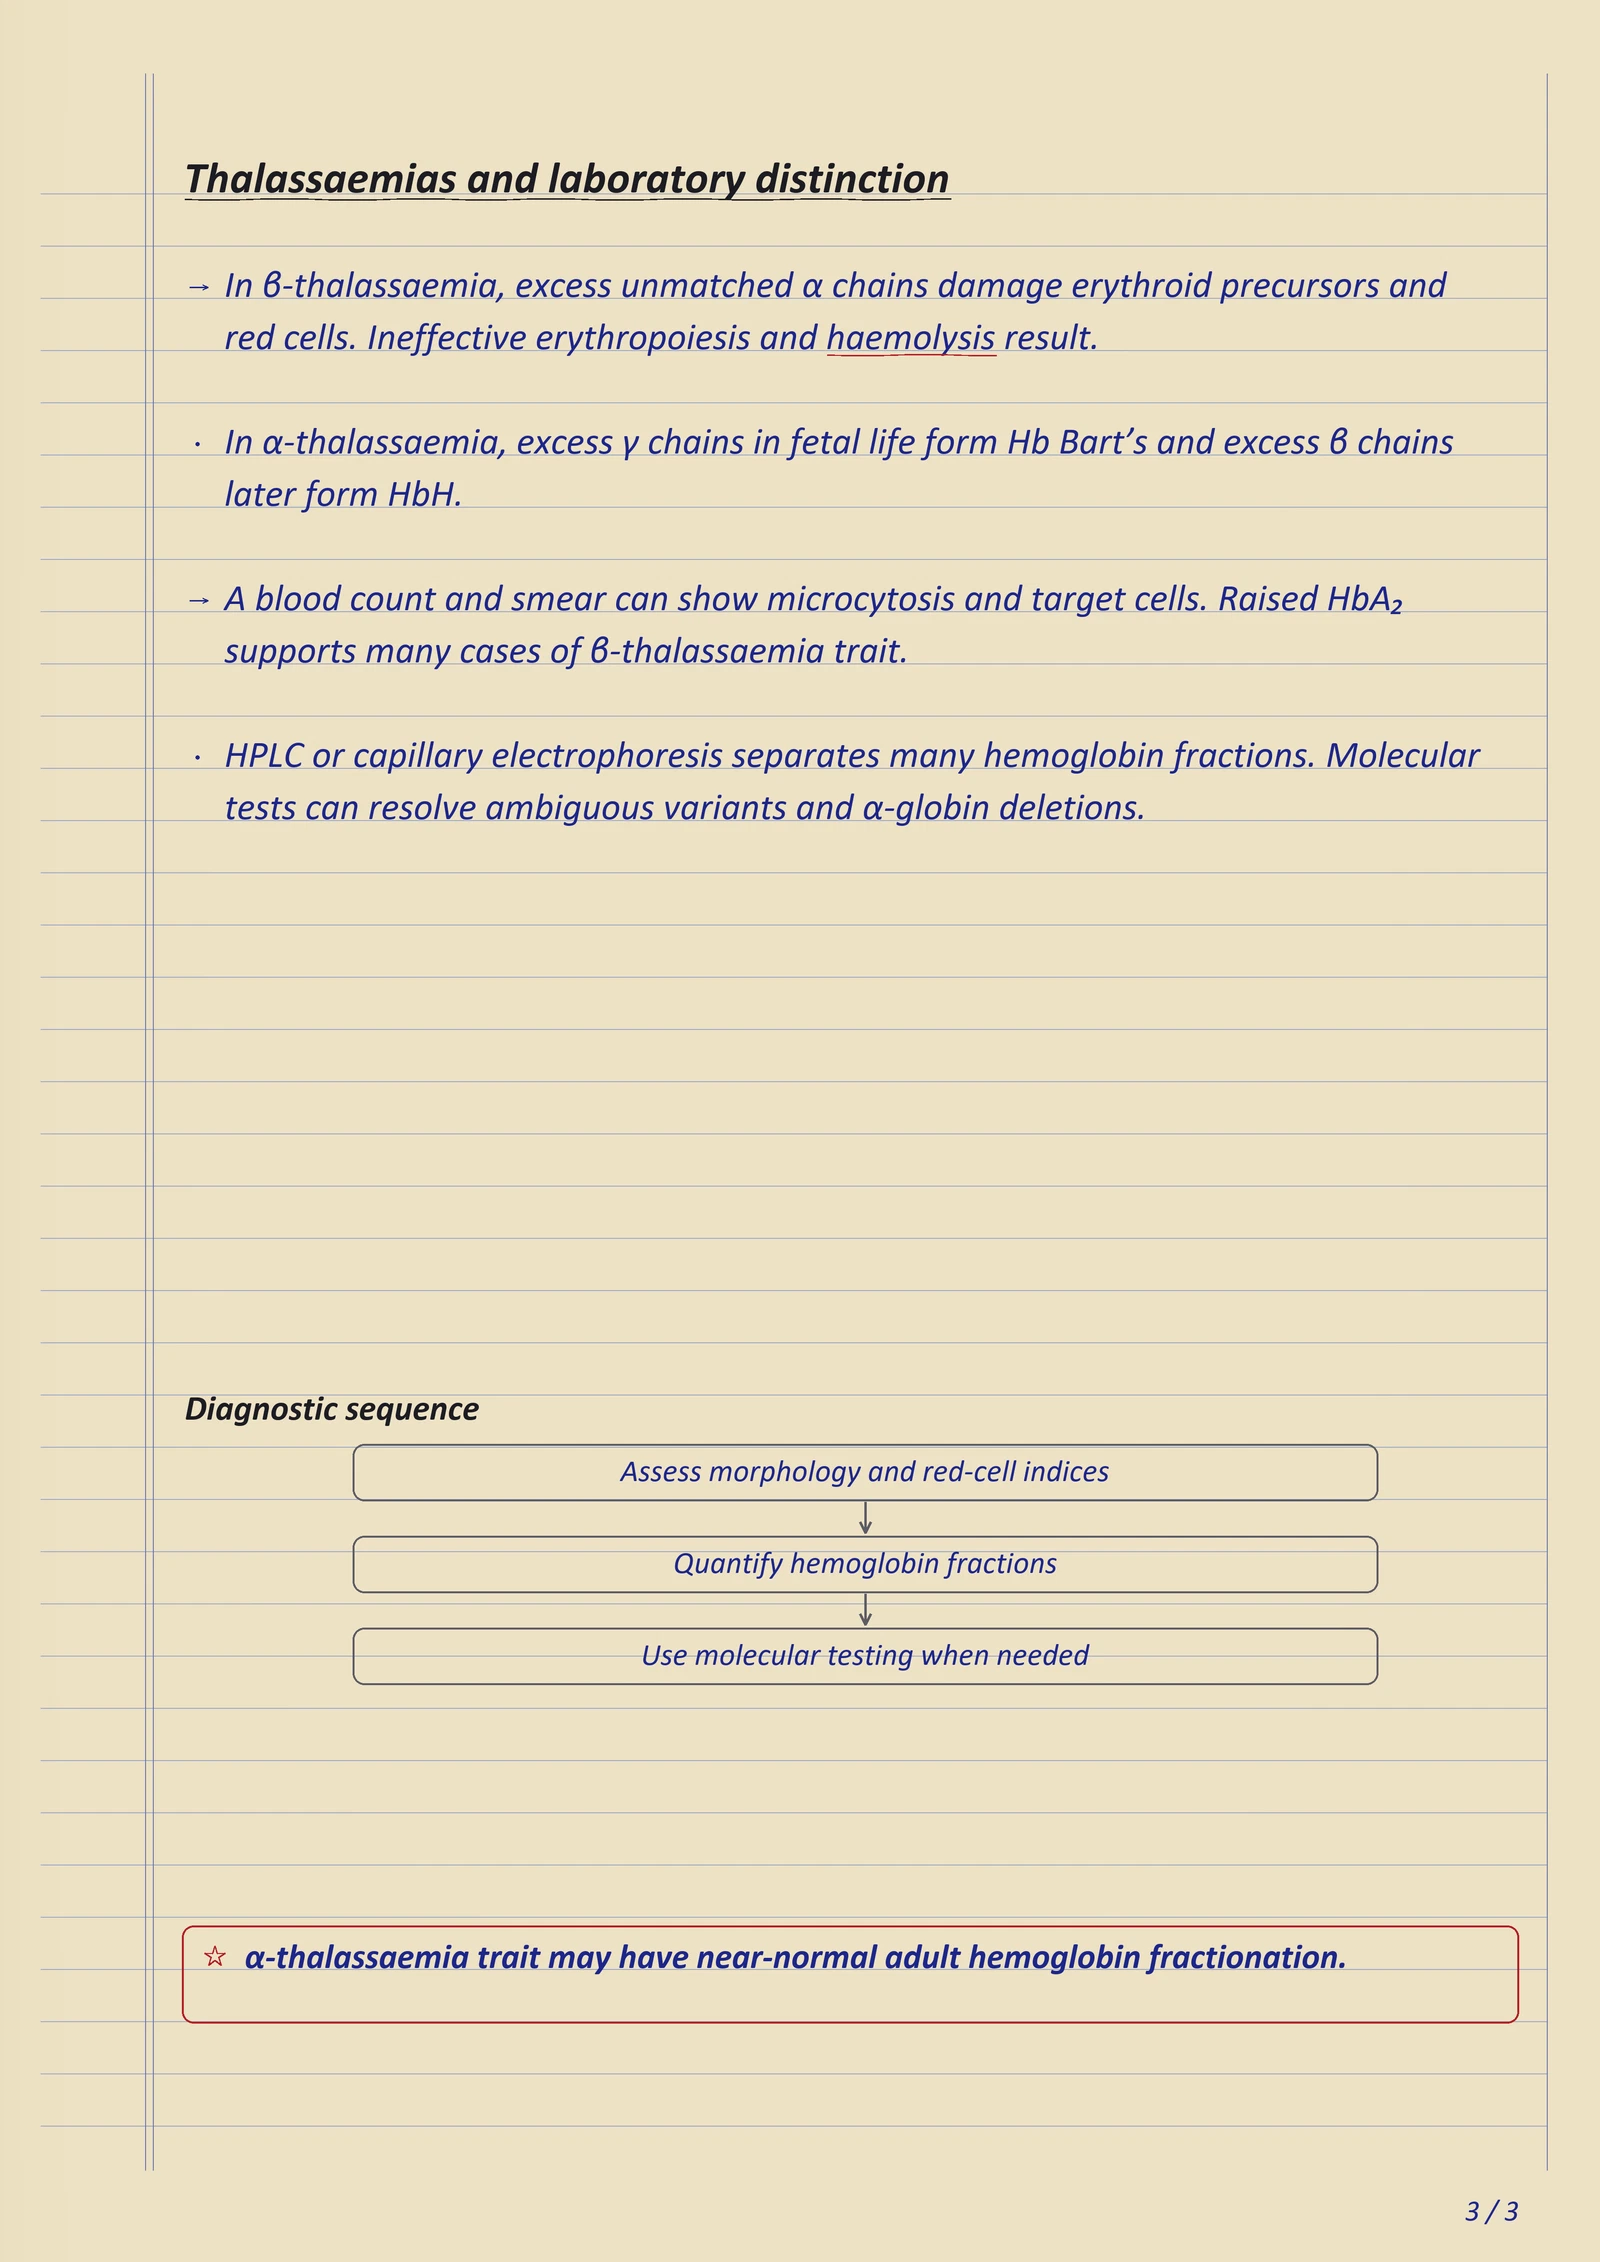 Thalassaemias and laboratory distinction
→ In β-thalassaemia, excess unmatched α chains damage erythroid precursors and
red cells. Ineffective erythropoiesis and haemolysis result.
· In α-thalassaemia, excess γ chains in fetal life form Hb Bart’s and excess β chains
later form HbH.
→ A blood count and smear can show microcytosis and target cells. Raised HbA₂
supports many cases of β-thalassaemia trait.
· HPLC or capillary electrophoresis separates many hemoglobin fractions. Molecular
tests can resolve ambiguous variants and α-globin deletions.
Diagnostic sequence
Assess morphology and red-cell indices
Quantify hemoglobin fractions
Use molecular testing when needed
☆ α-thalassaemia trait may have near-normal adult hemoglobin fractionation.
3 / 3